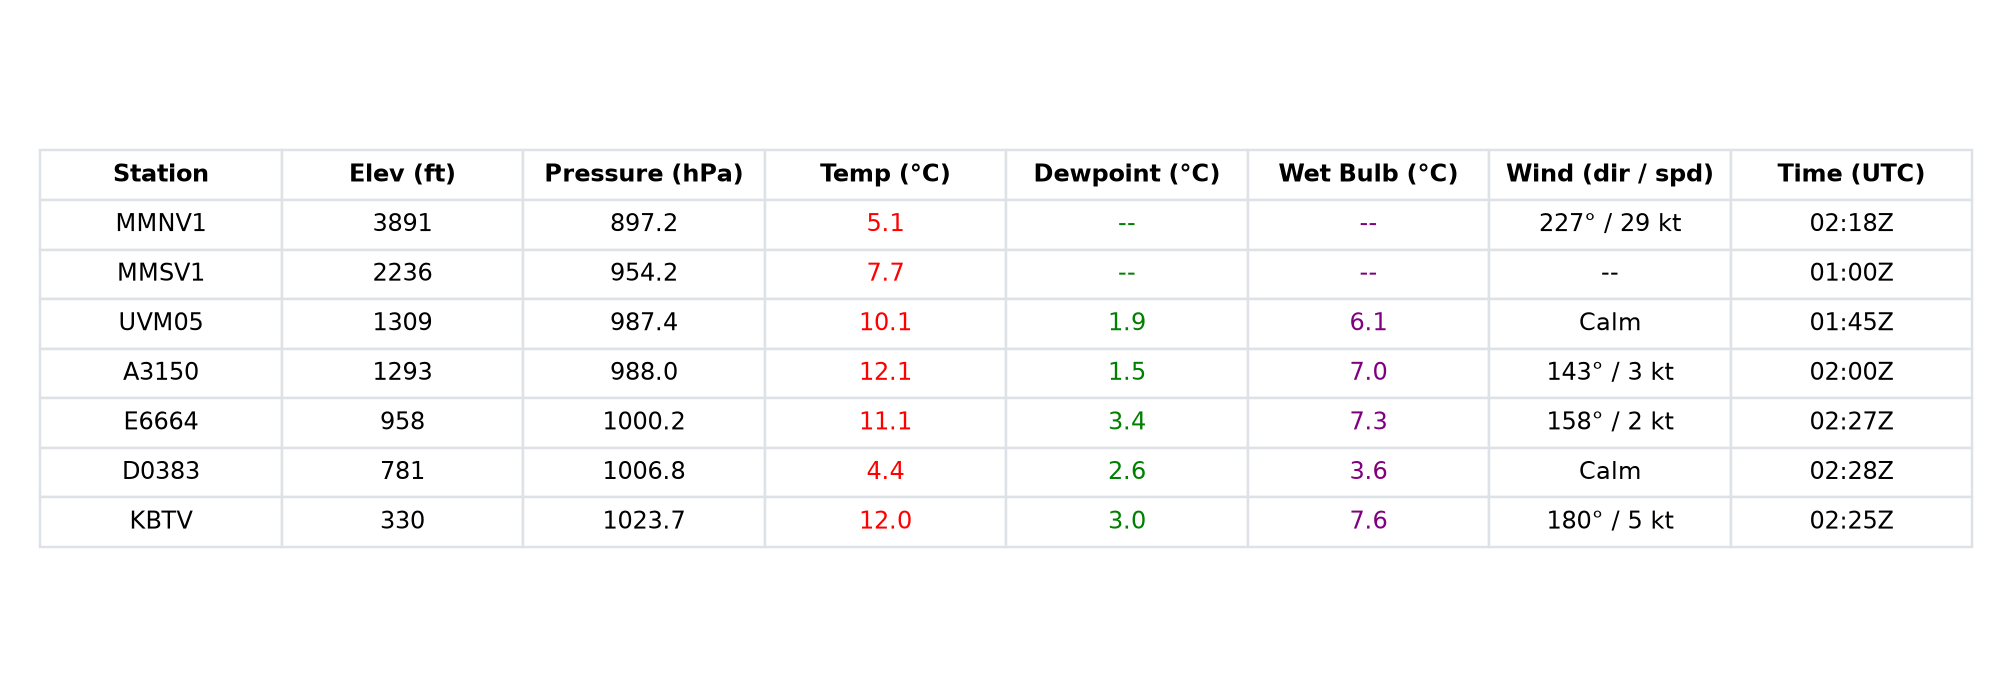 Station Elev (ft) Pressure (hPa) Temp (°C) Dewpoint (°C) Wet Bulb (°C) Wind (dir / spd) Time (UTC)
MMNV1 3891 897.2 5.1 -- -- 227° / 29 kt 02:18Z
MMSV1 2236 954.2 7.7 -- -- -- 01:00Z
UVM05 1309 987.4 10.1 1.9 6.1 Calm 01:45Z
A3150 1293 988.0 12.1 1.5 7.0 143° / 3 kt 02:00Z
E6664 958 1000.2 11.1 3.4 7.3 158° / 2 kt 02:27Z
D0383 781 1006.8 4.4 2.6 3.6 Calm 02:28Z
KBTV 330 1023.7 12.0 3.0 7.6 180° / 5 kt 02:25Z